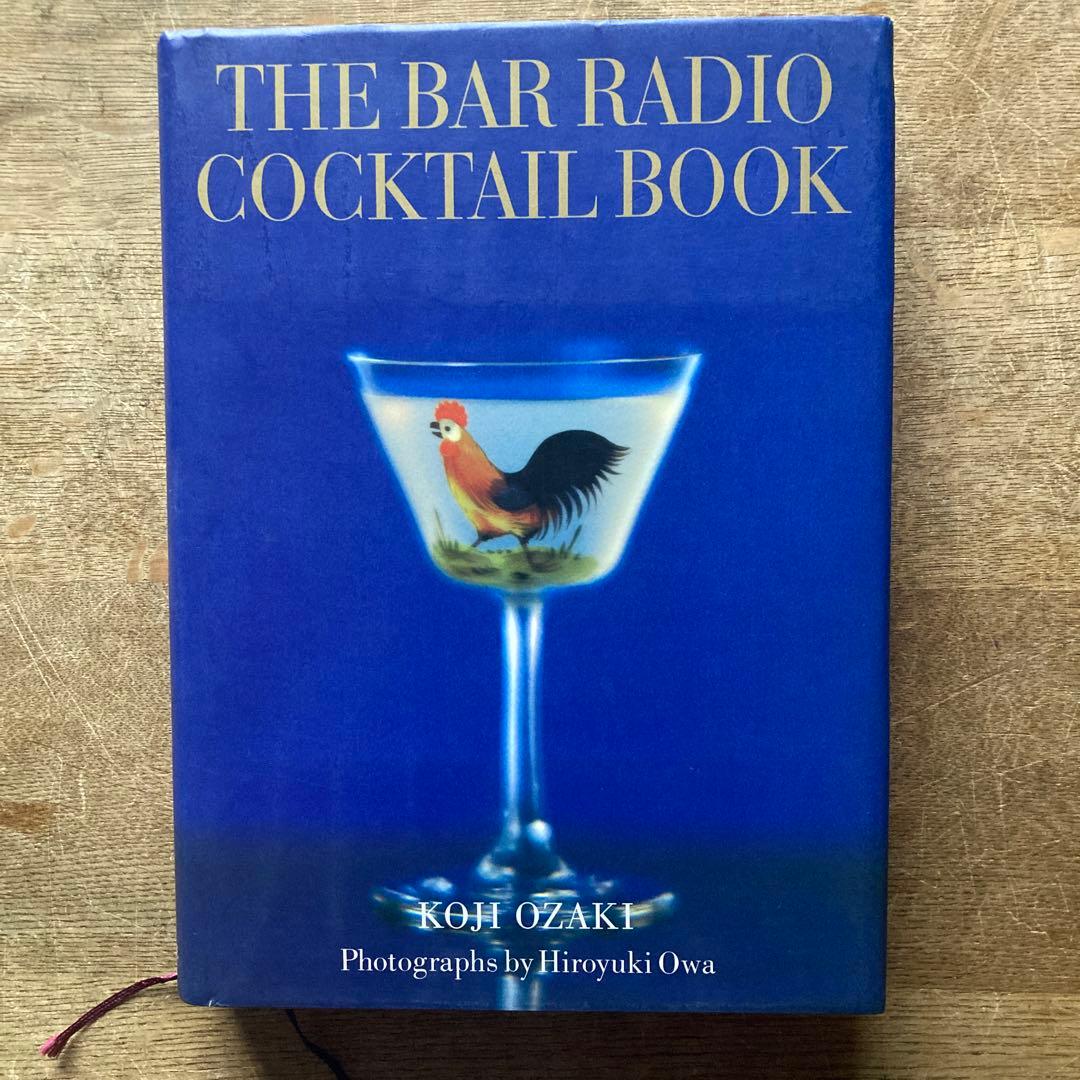 THE BAR RADIO
COCKTAIL BOOK
KOJI OZAKI
Photographs by Hiroyuki Owa